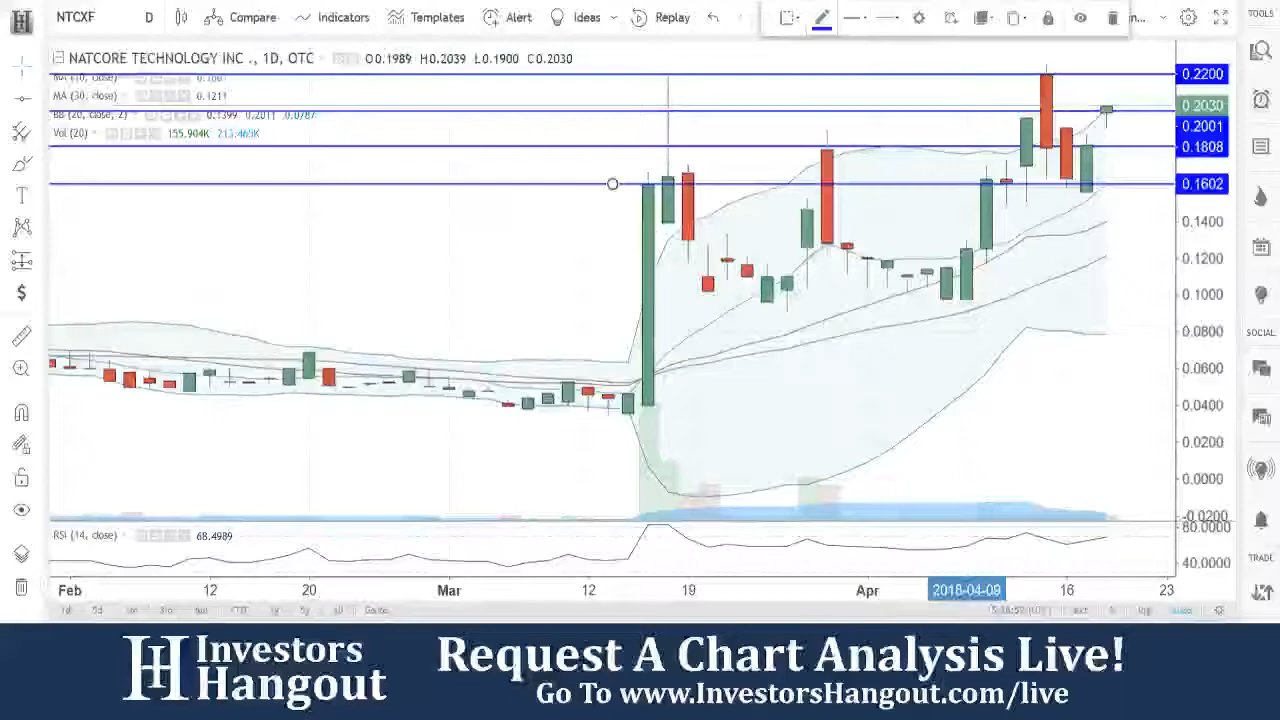 NTCXF D Compare Indicators Templates Alert Ideas Replay
TOOLS
NATCORE TECHNOLOGY INC ., 1D, OTC O0.1989 H0.2039 L0.1900 C0.2030
MA (30, close) 0.1211
BB (20, close, 2) 0.1399 0.2011 0.0787
Vol (20) 155.904K 213.465K
0.2200
0.2030
0.2001
0.1808
0.1602
0.1400
0.1200
0.1000
0.0800
0.0600
0.0400
0.0200
0.0000
-0.0200
SOCIAL
RSI (14, close) 68.4989
80.0000
40.0000
TRADE
Feb 12 20 Mar 12 19 Apr 2018-04-09 16 23
Investors
Hangout
Request A Chart Analysis Live!
Go To www.InvestorsHangout.com/live